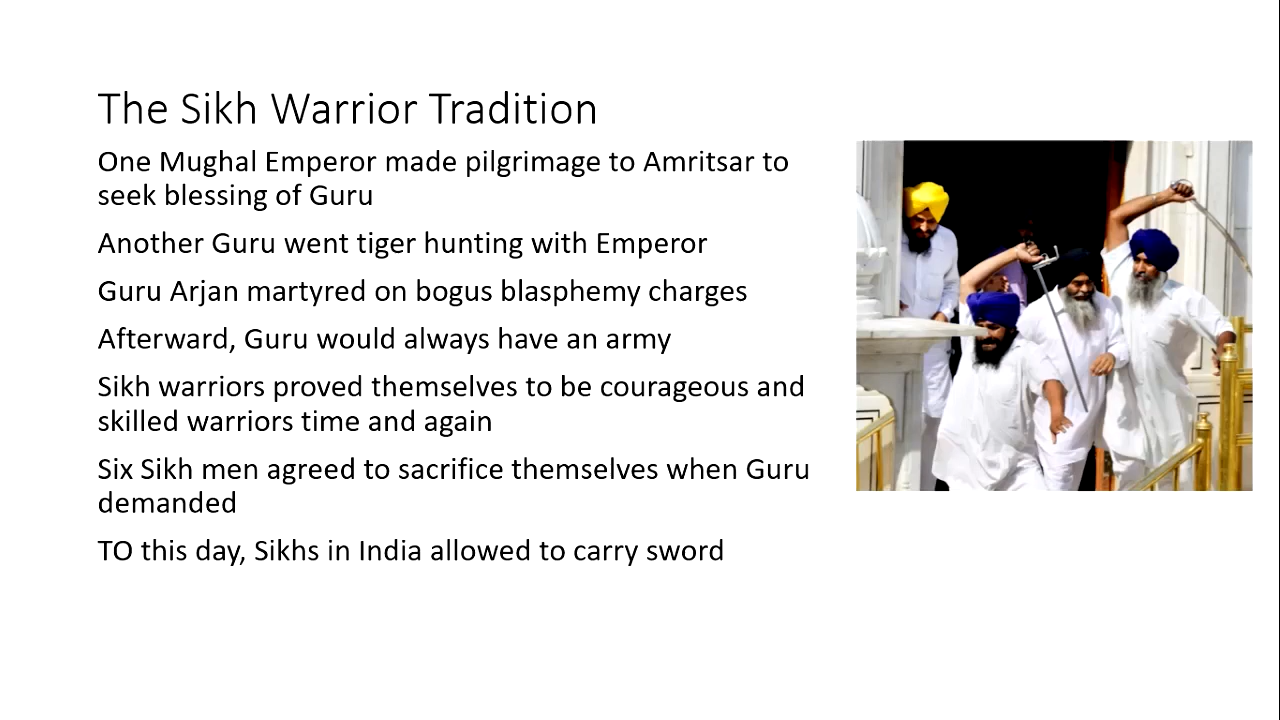 The Sikh Warrior Tradition
One Mughal Emperor made pilgrimage to Amritsar to
seek blessing of Guru
Another Guru went tiger hunting with Emperor
Guru Arjan martyred on bogus blasphemy charges
Afterward, Guru would always have an army
Sikh warriors proved themselves to be courageous and
skilled warriors time and again
Six Sikh men agreed to sacrifice themselves when Guru
demanded
TO this day, Sikhs in India allowed to carry sword